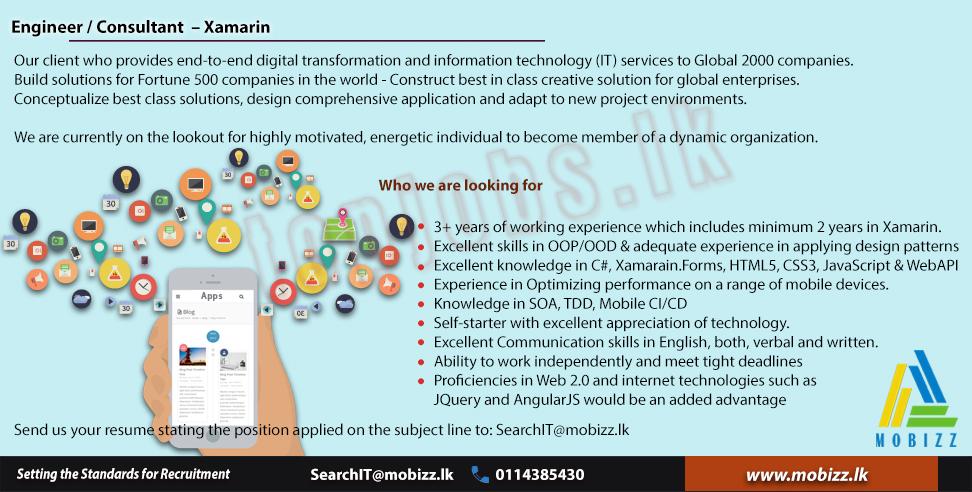 Engineer / Consultant – Xamarin
Our client who provides end-to-end digital transformation and information technology (IT) services to Global 2000 companies.
Build solutions for Fortune 500 companies in the world - Construct best in class creative solution for global enterprises.
Conceptualize best class solutions, design comprehensive application and adapt to new project environments.
We are currently on the lookout for highly motivated, energetic individual to become member of a dynamic organization.
Who we are looking for
3+ years of working experience which includes minimum 2 years in Xamarin.
Excellent skills in OOP/OOD & adequate experience in applying design patterns
Excellent knowledge in C#, Xamarain.Forms, HTML5, CSS3, JavaScript & WebAPI
Experience in Optimizing performance on a range of mobile devices.
Knowledge in SOA, TDD, Mobile CI/CD
Self-starter with excellent appreciation of technology.
Excellent Communication skills in English, both, verbal and written.
Ability to work independently and meet tight deadlines
Proficiencies in Web 2.0 and internet technologies such as
JQuery and AngularJS would be an added advantage
30
30
30
30
Apps
Blog
MOBIZZ
Send us your resume stating the position applied on the subject line to: SearchIT@mobizz.lk
Setting the Standards for Recruitment SearchIT@mobizz.lk 0114385430 www.mobizz.lk